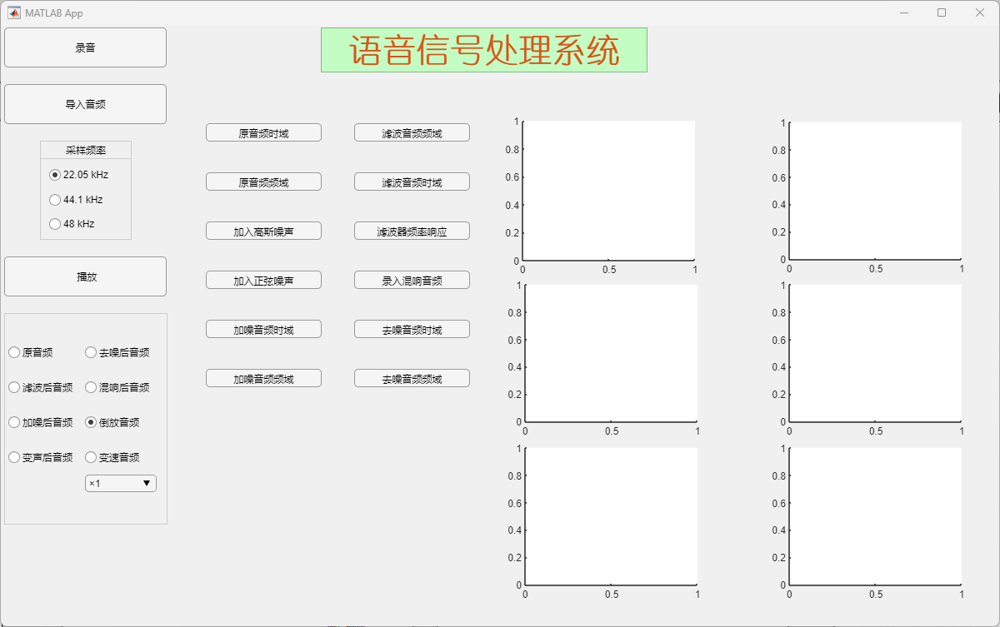 MATLAB App
语音信号处理系统
录音
导入音频
采样频率
22.05 kHz
44.1 kHz
48 kHz
播放
原音频
去噪后音频
滤波后音频
混响后音频
加噪后音频
倒放音频
变声后音频
变速音频
×1
原音频时域
滤波音频频域
原音频频域
滤波音频时域
加入高斯噪声
滤波器频率响应
加入正弦噪声
录入混响音频
加噪音频时域
去噪音频时域
加噪音频频域
去噪音频频域
1
0.8
0.6
0.4
0.2
0
0 0.5 1
1
0.8
0.6
0.4
0.2
0
0 0.5 1
1
0.8
0.6
0.4
0.2
0
0 0.5 1
1
0.8
0.6
0.4
0.2
0
0 0.5 1
1
0.8
0.6
0.4
0.2
0
0 0.5 1
1
0.8
0.6
0.4
0.2
0
0 0.5 1